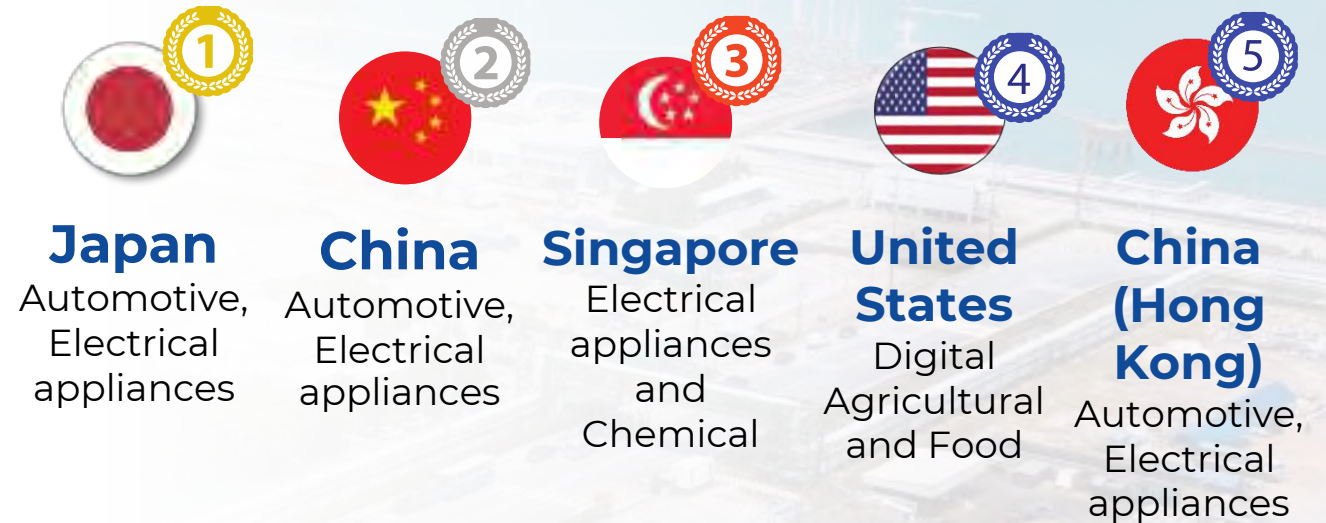 1
Japan
Automotive,
Electrical
appliances
2
China
Automotive,
Electrical
appliances
3
Singapore
Electrical
appliances
and
Chemical
4
United
States
Digital
Agricultural
and Food
5
China
(Hong
Kong)
Automotive,
Electrical
appliances